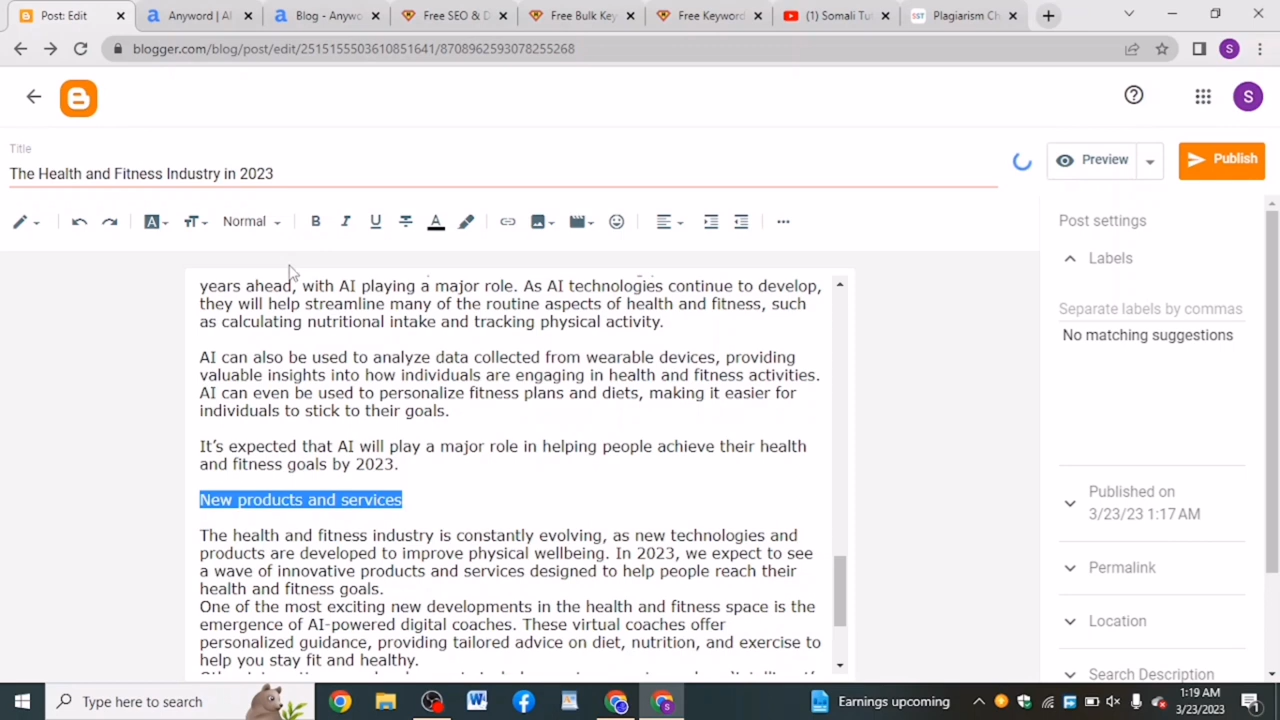 Post: Edit
Anyword | AI
Blog - Anywo
Free SEO & D
Free Bulk Key
Free Keyword
(1) Somali Tu
SST
Plagiarism Ch
blogger.com/blog/post/edit/2515155503610851641/8708962593078255268
S
S
Title
The Health and Fitness Industry in 2023
Preview
Publish
Normal
B I U A
Post settings
Labels
Separate labels by commas
No matching suggestions
years ahead, with AI playing a major role. As AI technologies continue to develop,
they will help streamline many of the routine aspects of health and fitness, such
as calculating nutritional intake and tracking physical activity.
AI can also be used to analyze data collected from wearable devices, providing
valuable insights into how individuals are engaging in health and fitness activities.
AI can even be used to personalize fitness plans and diets, making it easier for
individuals to stick to their goals.
It's expected that AI will play a major role in helping people achieve their health
and fitness goals by 2023.
New products and services
The health and fitness industry is constantly evolving, as new technologies and
products are developed to improve physical wellbeing. In 2023, we expect to see
a wave of innovative products and services designed to help people reach their
health and fitness goals.
One of the most exciting new developments in the health and fitness space is the
emergence of AI-powered digital coaches. These virtual coaches offer
personalized guidance, providing tailored advice on diet, nutrition, and exercise to
help you stay fit and healthy.
Published on
3/23/23 1:17 AM
Permalink
Location
Search Description
Type here to search
Earnings upcoming
1:19 AM
3/23/2023